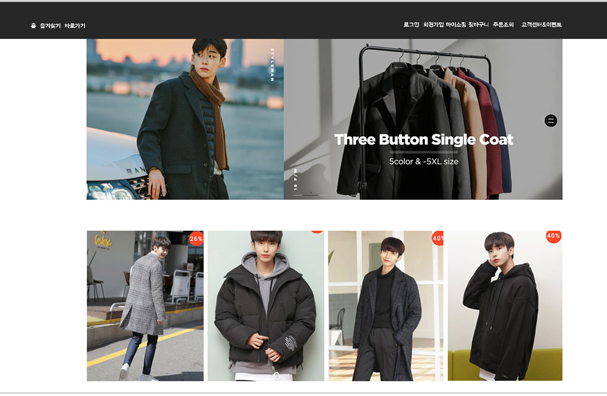 즐겨찾기 바로가기
로그인 회원가입 마이쇼핑 장바구니 주문조회 고객센터&이벤트
STYLEMAN
Three Button Single Coat
5color & -5XL size
26%
40%
40%